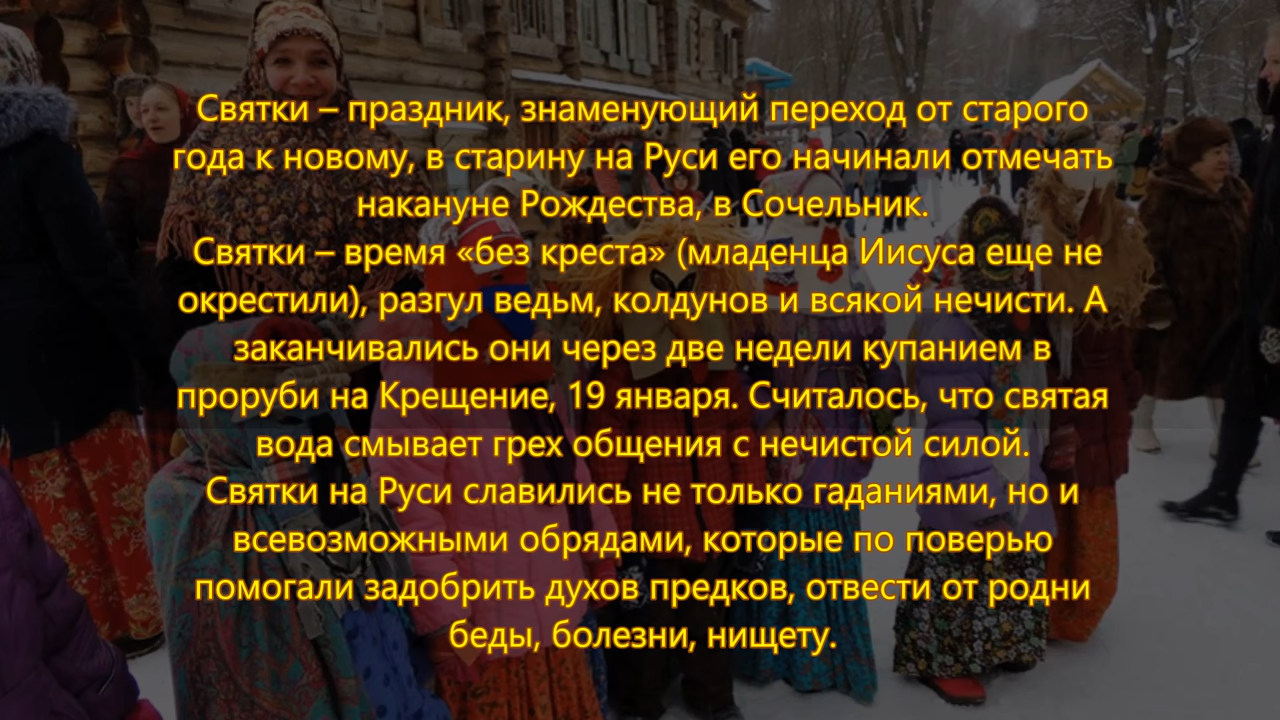 Святки – праздник, знаменующий переход от старого
года к новому, в старину на Руси его начинали отмечать
накануне Рождества, в Сочельник.
Святки – время «без креста» (младенца Иисуса еще не
окрестили), разгул ведьм, колдунов и всякой нечисти. А
заканчивались они через две недели купанием в
проруби на Крещение, 19 января. Считалось, что святая
вода смывает грех общения с нечистой силой.
Святки на Руси славились не только гаданиями, но и
всевозможными обрядами, которые по поверью
помогали задобрить духов предков, отвести от родни
беды, болезни, нищету.